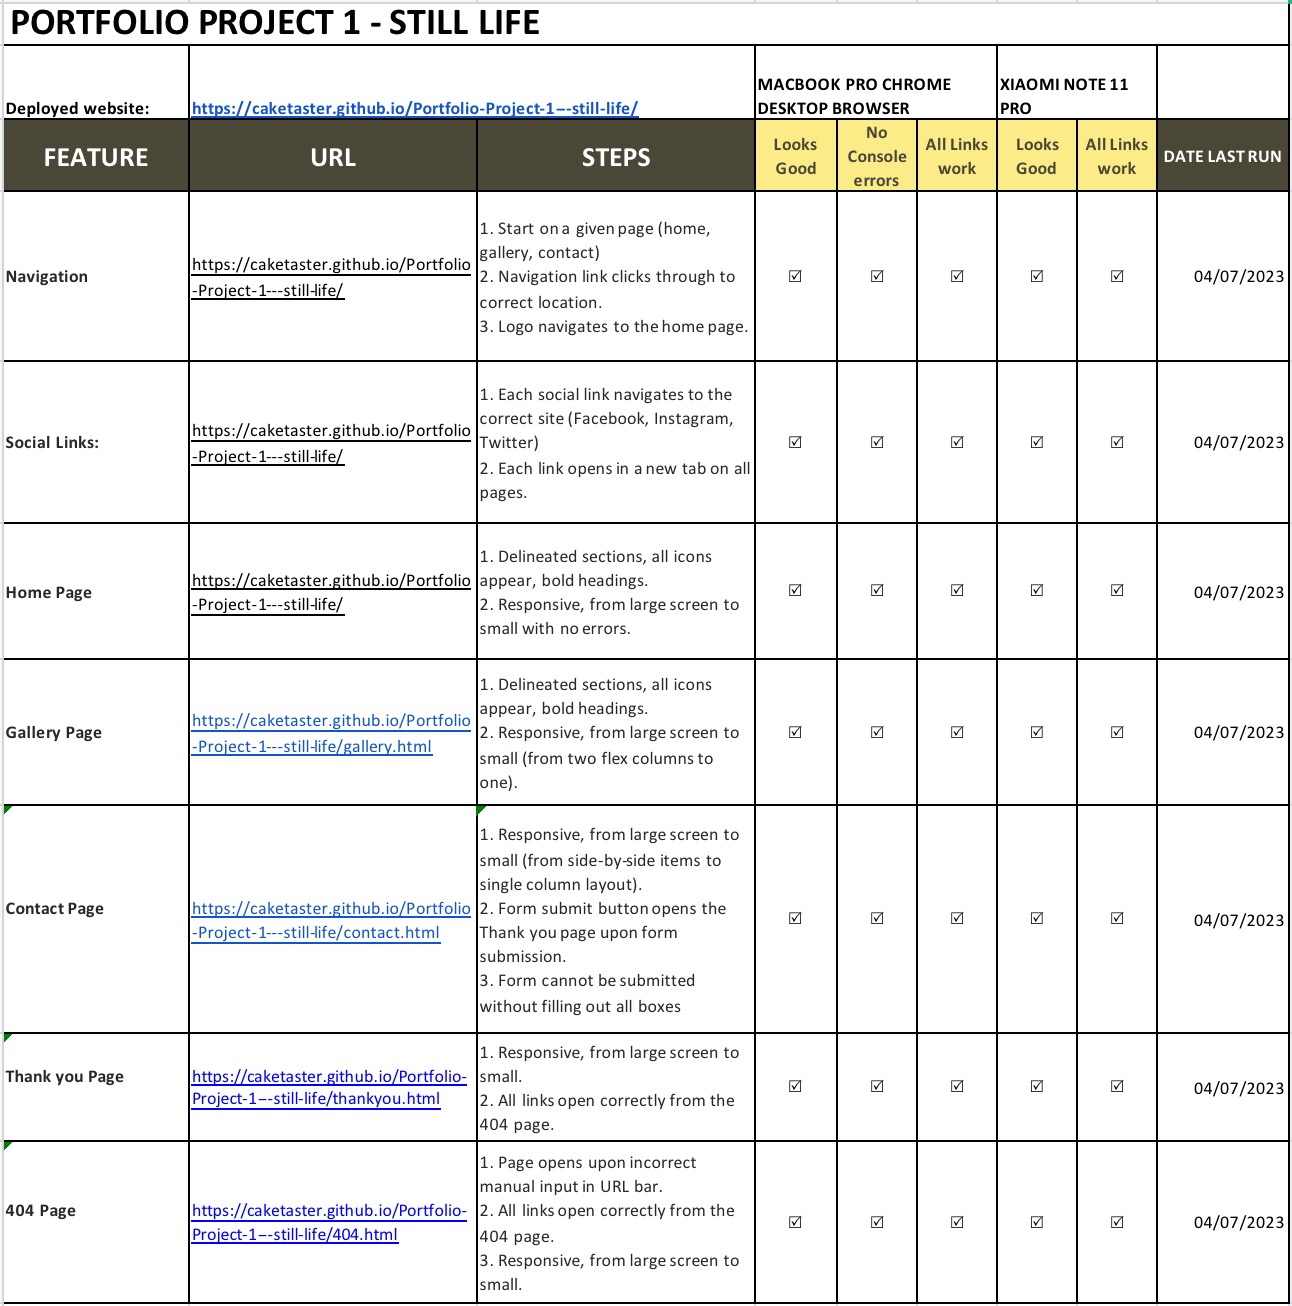 PORTFOLIO PROJECT 1 - STILL LIFE
Deployed website:
https://caketaster.github.io/Portfolio-Project-1---still-life/
MACBOOK PRO CHROME
DESKTOP BROWSER
XIAOMI NOTE 11
PRO
FEATURE
URL
STEPS
Looks
Good
No
Console
errors
All Links
work
Looks
Good
All Links
work
DATE LAST RUN
Navigation
https://caketaster.github.io/Portfolio
-Project-1---still-life/
1. Start on a given page (home,
gallery, contact)
2. Navigation link clicks through to
correct location.
3. Logo navigates to the home page.
☑ ☑ ☑ ☑ ☑
04/07/2023
Social Links:
https://caketaster.github.io/Portfolio
-Project-1---still-life/
1. Each social link navigates to the
correct site (Facebook, Instagram,
Twitter)
2. Each link opens in a new tab on all
pages.
☑ ☑ ☑ ☑ ☑
04/07/2023
Home Page
https://caketaster.github.io/Portfolio
-Project-1---still-life/
1. Delineated sections, all icons
appear, bold headings.
2. Responsive, from large screen to
small with no errors.
☑ ☑ ☑ ☑ ☑
04/07/2023
Gallery Page
https://caketaster.github.io/Portfolio
-Project-1---still-life/gallery.html
1. Delineated sections, all icons
appear, bold headings.
2. Responsive, from large screen to
small (from two flex columns to
one).
☑ ☑ ☑ ☑ ☑
04/07/2023
Contact Page
https://caketaster.github.io/Portfolio
-Project-1---still-life/contact.html
1. Responsive, from large screen to
small (from side-by-side items to
single column layout).
2. Form submit button opens the
Thank you page upon form
submission.
3. Form cannot be submitted
without filling out all boxes
☑ ☑ ☑ ☑ ☑
04/07/2023
Thank you Page
https://caketaster.github.io/Portfolio-
Project-1---still-life/thankyou.html
1. Responsive, from large screen to
small.
2. All links open correctly from the
404 page.
☑ ☑ ☑ ☑ ☑
04/07/2023
404 Page
https://caketaster.github.io/Portfolio-
Project-1---still-life/404.html
1. Page opens upon incorrect
manual input in URL bar.
2. All links open correctly from the
404 page.
3. Responsive, from large screen to
small.
☑ ☑ ☑ ☑ ☑
04/07/2023